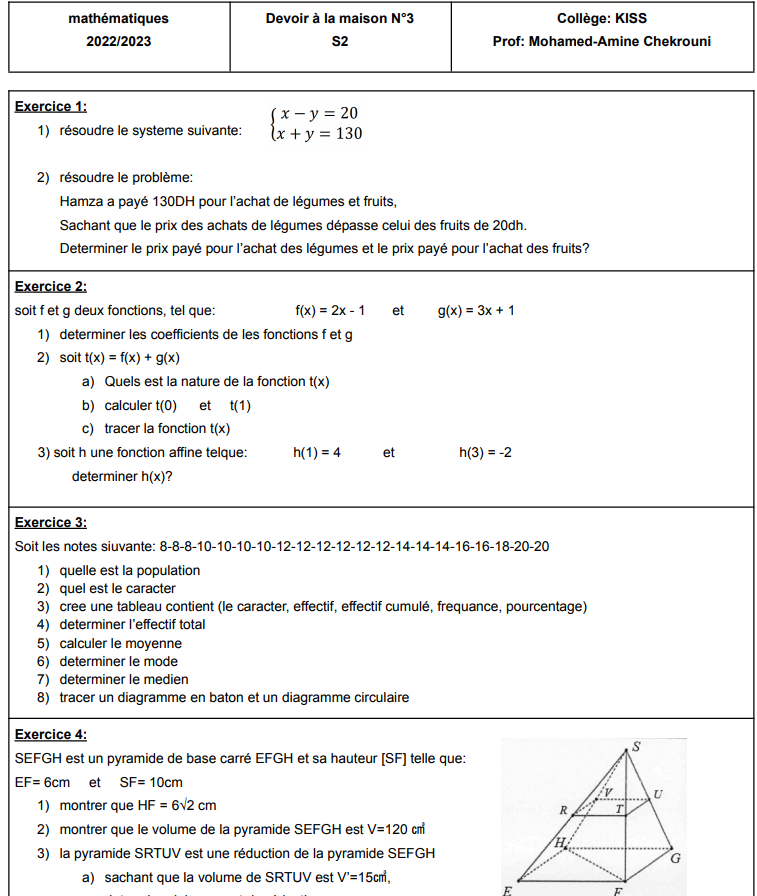 mathématiques
2022/2023
Devoir à la maison N°3
S2
Collège: KISS
Prof: Mohamed-Amine Chekrouni
Exercice 1:
1) résoudre le systeme suivante: { x − y = 20
x + y = 130
2) résoudre le problème:
Hamza a payé 130DH pour l'achat de légumes et fruits,
Sachant que le prix des achats de légumes dépasse celui des fruits de 20dh.
Determiner le prix payé pour l'achat des légumes et le prix payé pour l'achat des fruits?
Exercice 2:
soit f et g deux fonctions, tel que: f(x) = 2x - 1 et g(x) = 3x + 1
1) determiner les coefficients de les fonctions f et g
2) soit t(x) = f(x) + g(x)
a) Quels est la nature de la fonction t(x)
b) calculer t(0) et t(1)
c) tracer la fonction t(x)
3) soit h une fonction affine telque: h(1) = 4 et h(3) = -2
determiner h(x)?
Exercice 3:
Soit les notes siuvante: 8-8-8-10-10-10-10-12-12-12-12-12-12-14-14-14-16-16-18-20-20
1) quelle est la population
2) quel est le caracter
3) cree une tableau contient (le caracter, effectif, effectif cumulé, frequance, pourcentage)
4) determiner l'effectif total
5) calculer le moyenne
6) determiner le mode
7) determiner le medien
8) tracer un diagramme en baton et un diagramme circulaire
Exercice 4:
SEFGH est un pyramide de base carré EFGH et sa hauteur [SF] telle que:
EF= 6cm et SF= 10cm
1) montrer que HF = 6√2 cm
2) montrer que le volume de la pyramide SEFGH est V=120 cm³
3) la pyramide SRTUV est une réduction de la pyramide SEFGH
a) sachant que la volume de SRTUV est V'=15cm³,
S
V
U
R
T
H
G
E
F